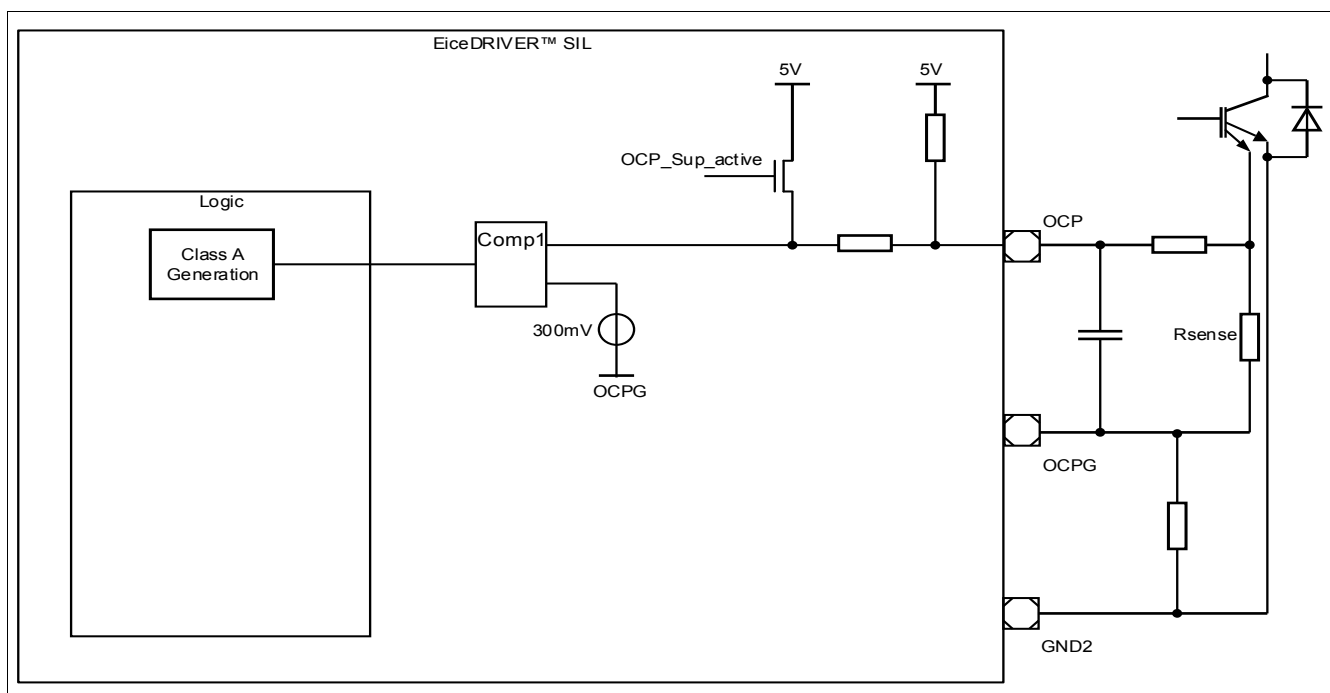 EiceDRIVER™ SIL
5V
5V
OCP_Sup_active
OCP
Logic
Class A
Generation
Comp1
300mV
Rsense
OCPG
OCPG
GND2